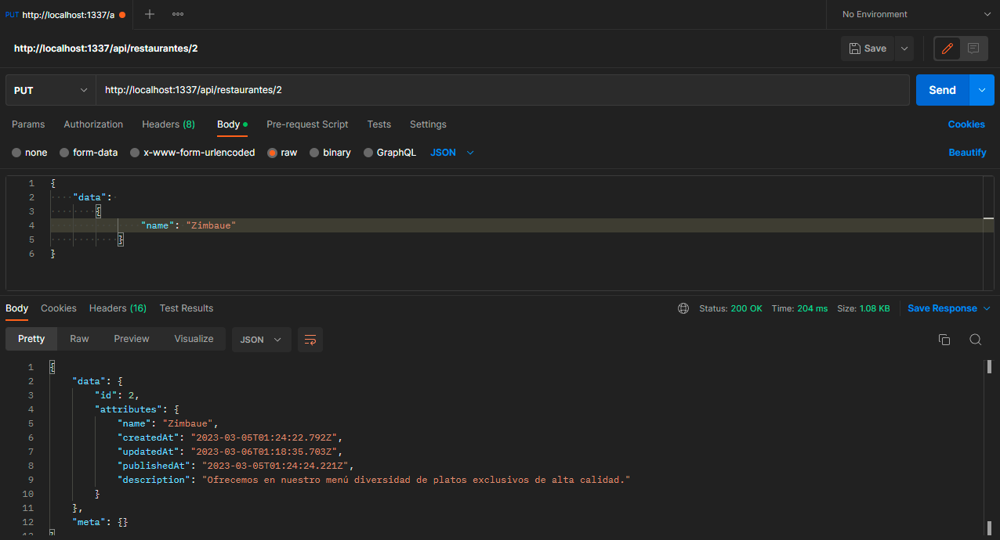 PUT http://localhost:1337/a No Environment
http://localhost:1337/api/restaurantes/2 Save
PUT http://localhost:1337/api/restaurantes/2 Send
Params Authorization Headers (8) Body Pre-request Script Tests Settings Cookies
none form-data x-www-form-urlencoded raw binary GraphQL JSON Beautify
1 {
2 "data":
3 {
4 "name": "Zimbaue"
5 }
6 }
Body Cookies Headers (16) Test Results Status: 200 OK Time: 204 ms Size: 1.08 KB Save Response
Pretty Raw Preview Visualize JSON
1 {
2 "data": {
3 "id": 2,
4 "attributes": {
5 "name": "Zimbaue",
6 "createdAt": "2023-03-05T01:24:22.792Z",
7 "updatedAt": "2023-03-06T01:18:35.703Z",
8 "publishedAt": "2023-03-05T01:24:24.221Z",
9 "description": "Ofrecemos en nuestro menú diversidad de platos exclusivos de alta calidad."
10 }
11 },
12 "meta": {}
13 }